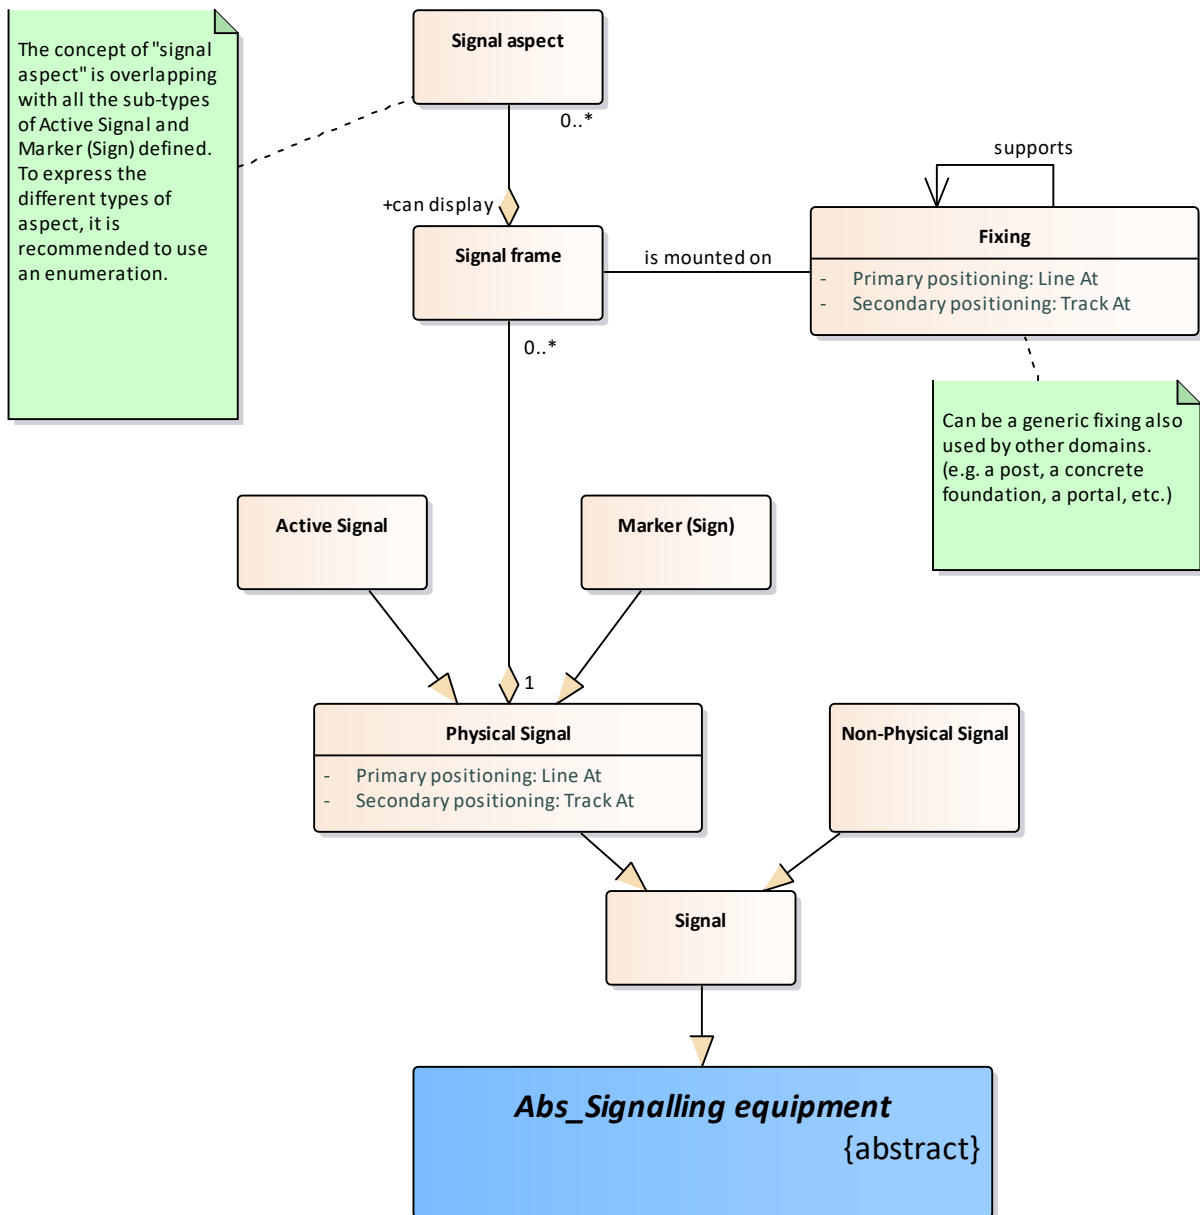 The concept of "signal
aspect" is overlapping
with all the sub-types
of Active Signal and
Marker (Sign) defined.
To express the
different types of
aspect, it is
recommended to use
an enumeration.
Signal aspect
0..*
+can display
Signal frame
0..*
is mounted on
supports
Fixing
- Primary positioning: Line At
- Secondary positioning: Track At
Can be a generic fixing also
used by other domains.
(e.g. a post, a concrete
foundation, a portal, etc.)
Active Signal
Marker (Sign)
1
Physical Signal
- Primary positioning: Line At
- Secondary positioning: Track At
Non-Physical Signal
Signal
Abs_Signalling equipment
{abstract}